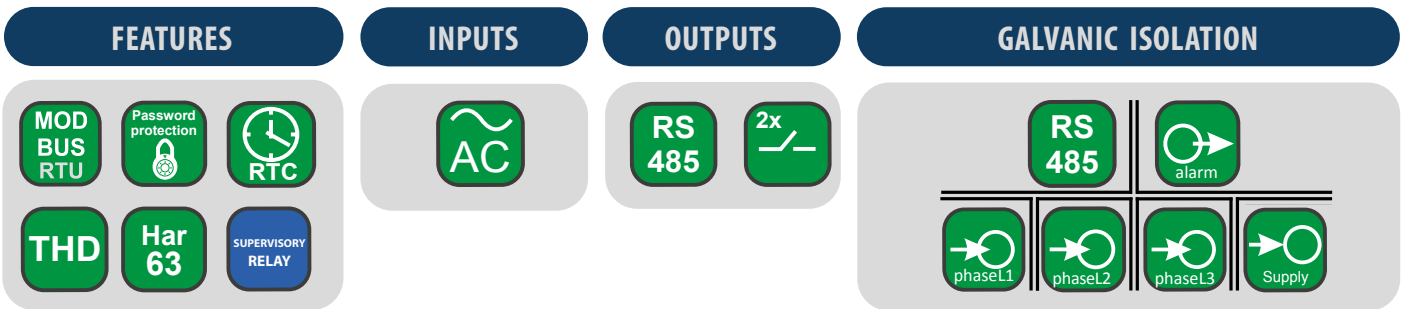 FEATURES
INPUTS
OUTPUTS
GALVANIC ISOLATION
MOD
BUS
RTU
Password
protection
RTC
THD
Har
63
SUPERVISORY
RELAY
AC
RS
485
2x
RS
485
alarm
phaseL1
phaseL2
phaseL3
Supply